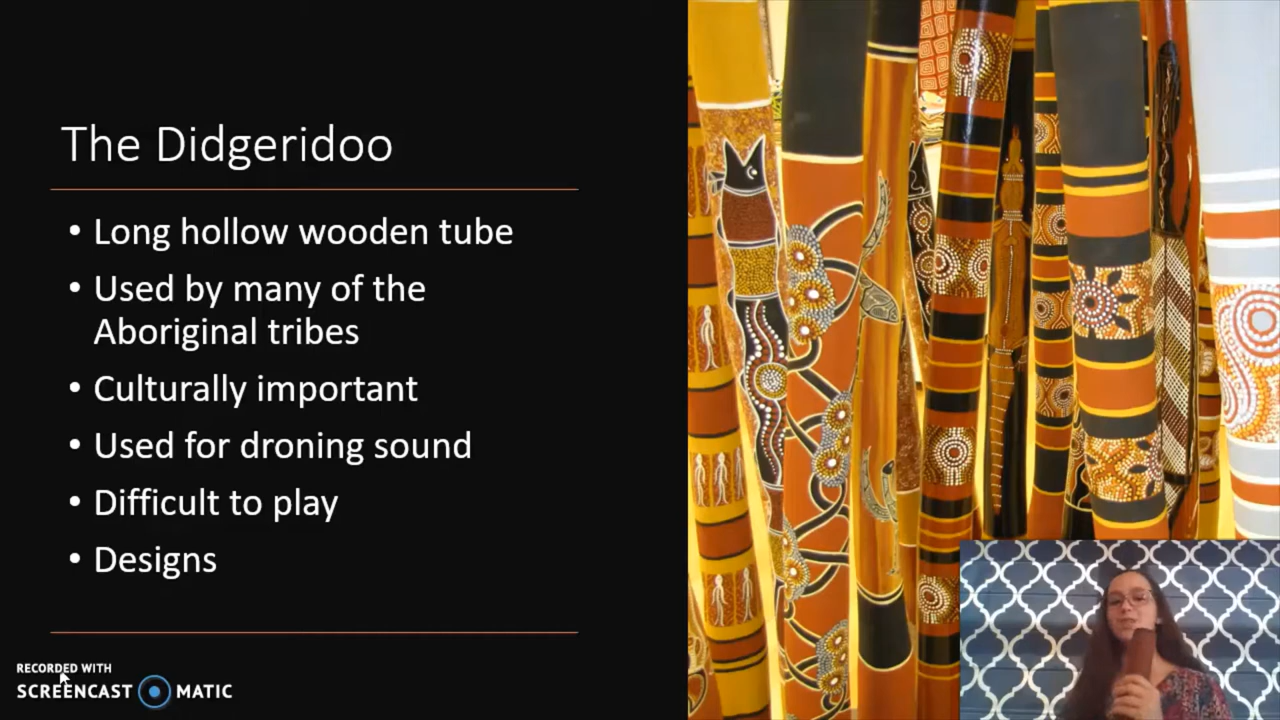 The Didgeridoo
• Long hollow wooden tube
• Used by many of the
Aboriginal tribes
• Culturally important
• Used for droning sound
• Difficult to play
• Designs
RECORDED WITH
SCREENCAST MATIC